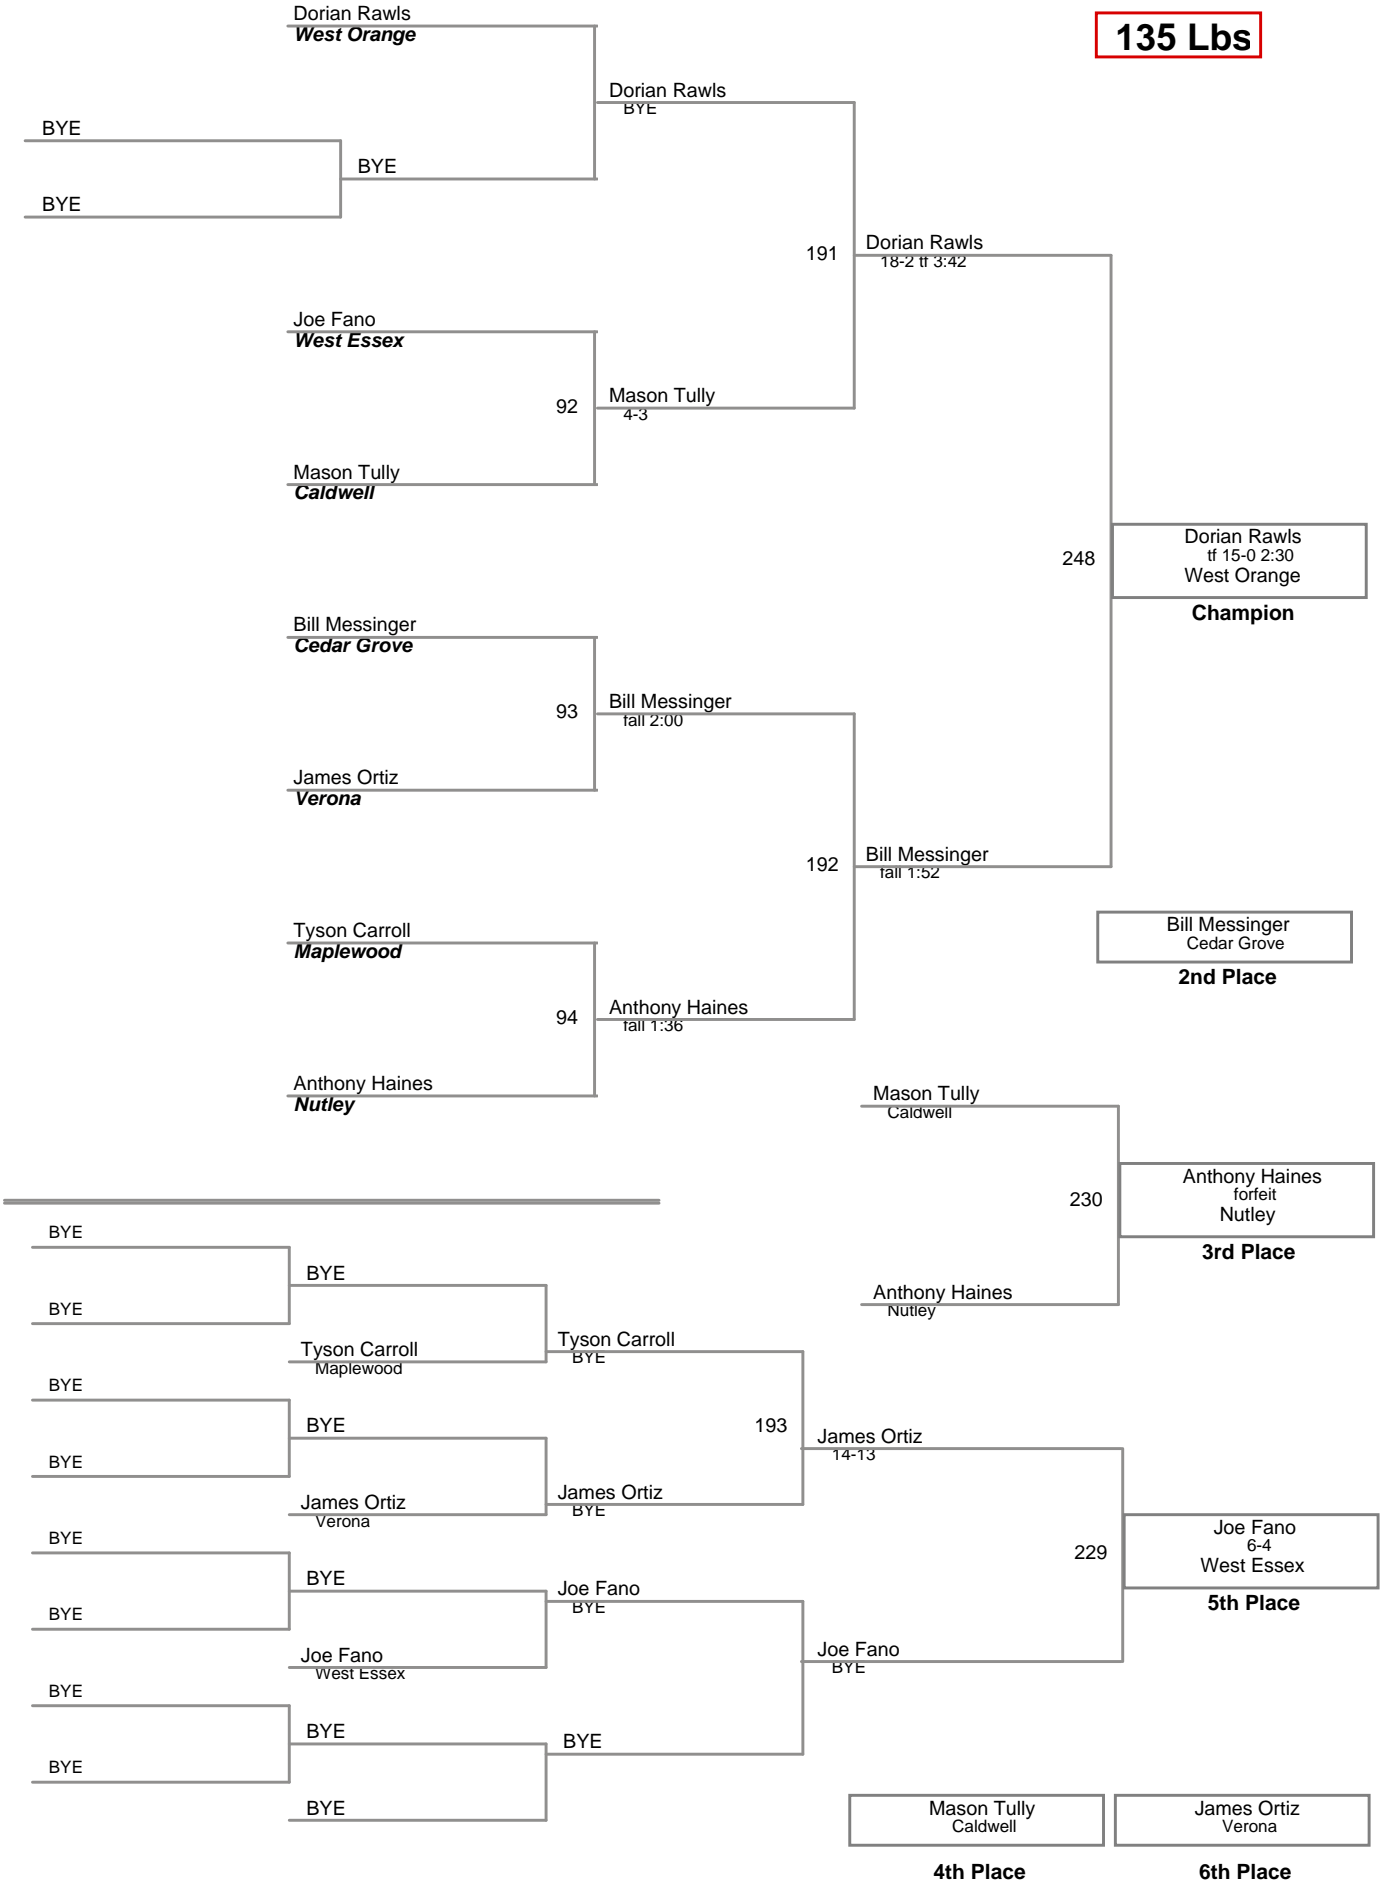 Dorian Rawls
West Orange
135 Lbs
Dorian Rawls
BYE
BYE
BYE
BYE
191
Dorian Rawls
18-2 tf 3:42
Joe Fano
West Essex
92
Mason Tully
4-3
Mason Tully
Caldwell
248
Dorian Rawls
tf 15-0 2:30
West Orange
Champion
Bill Messinger
Cedar Grove
93
Bill Messinger
fall 2:00
James Ortiz
Verona
192
Bill Messinger
fall 1:52
Tyson Carroll
Maplewood
Bill Messinger
Cedar Grove
2nd Place
94
Anthony Haines
fall 1:36
Anthony Haines
Nutley
Mason Tully
Caldwell
230
Anthony Haines
forfeit
Nutley
3rd Place
Anthony Haines
Nutley
BYE
BYE
BYE
Tyson Carroll
Maplewood
Tyson Carroll
BYE
BYE
BYE
BYE
193
James Ortiz
14-13
James Ortiz
Verona
James Ortiz
BYE
BYE
BYE
BYE
Joe Fano
BYE
229
Joe Fano
6-4
West Essex
5th Place
Joe Fano
West Essex
Joe Fano
BYE
BYE
BYE
BYE
BYE
BYE
Mason Tully
Caldwell
4th Place
James Ortiz
Verona
6th Place